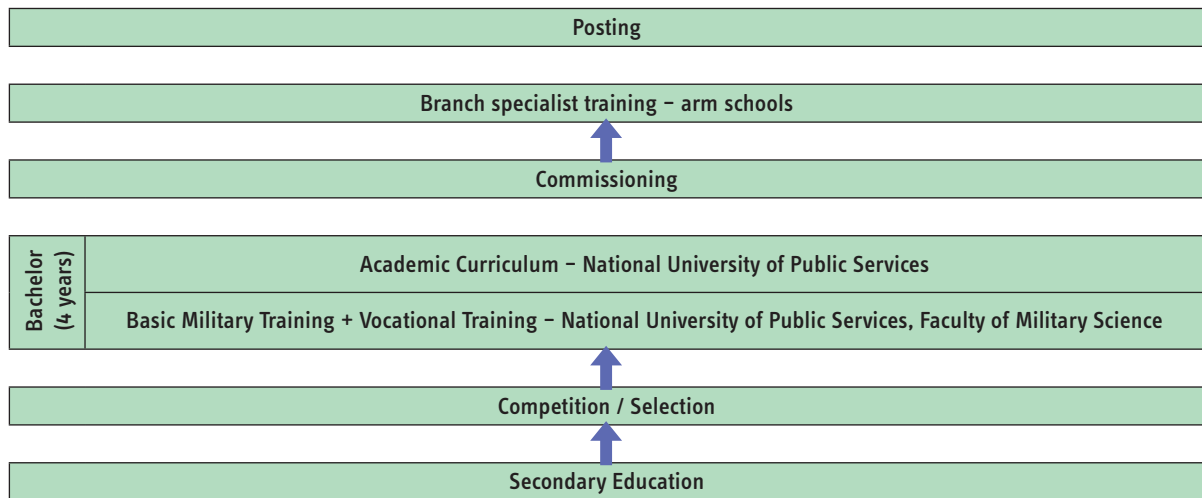 Posting
Branch specialist training – arm schools
Commissioning
Bachelor
(4 years)
Academic Curriculum – National University of Public Services
Basic Military Training + Vocational Training – National University of Public Services, Faculty of Military Science
Competition / Selection
Secondary Education